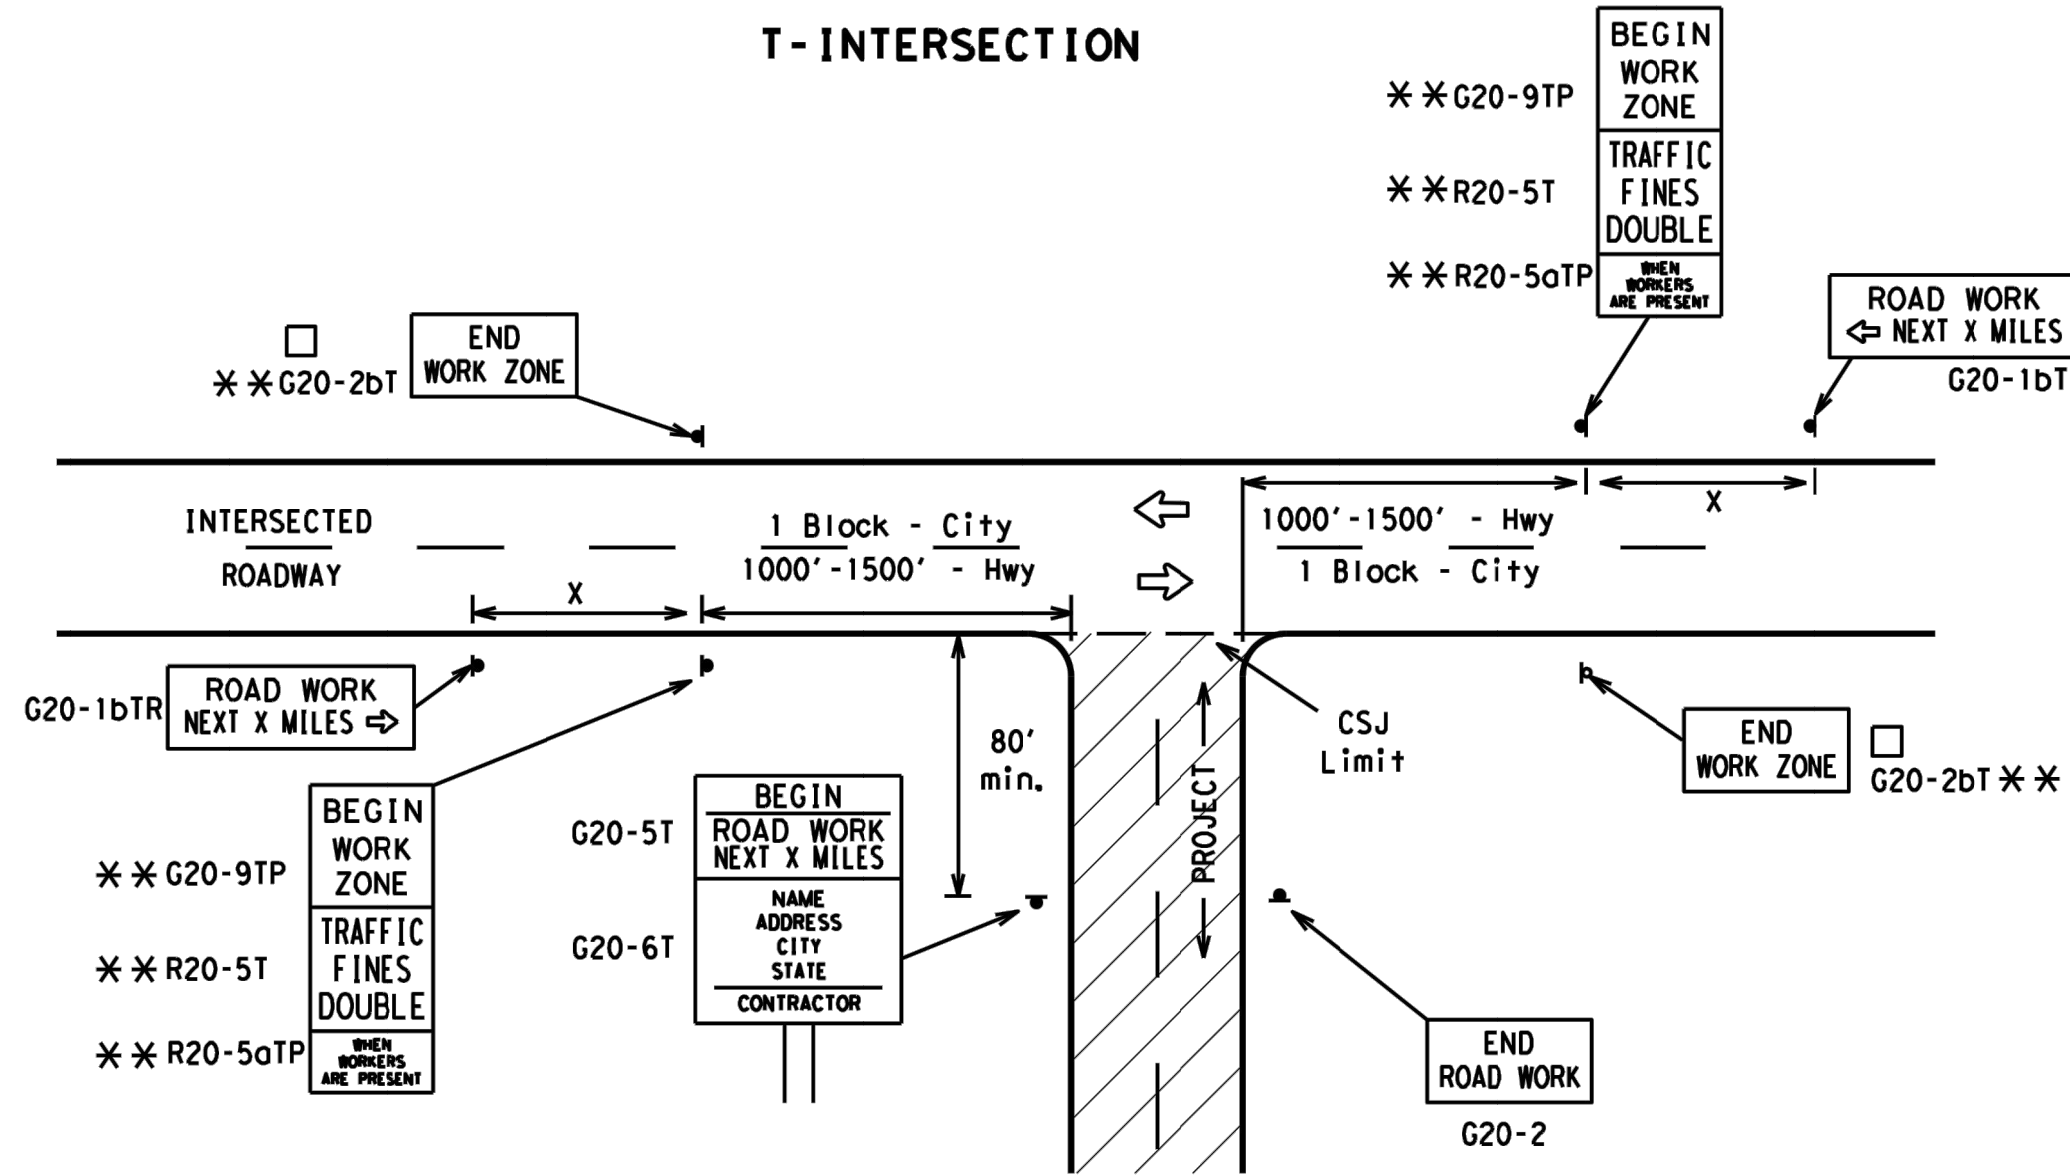 T-INTERSECTION
BEGIN
WORK
ZONE
**G20-9TP
TRAFFIC
FINES
DOUBLE
**R20-5T
WHEN
WORKERS
ARE PRESENT
**R20-5aTP
ROAD WORK
⇦ NEXT X MILES
G20-1bT
□
**G20-2bT
END
WORK ZONE
INTERSECTED
ROADWAY
1 Block - City
1000'-1500' - Hwy
X
1000'-1500' - Hwy
1 Block - City
X
G20-1bTR
ROAD WORK
NEXT X MILES ⇨
80'
min.
CSJ
Limit
PROJECT
END
WORK ZONE
□
G20-2bT **
BEGIN
WORK
ZONE
**G20-9TP
TRAFFIC
FINES
DOUBLE
**R20-5T
WHEN
WORKERS
ARE PRESENT
**R20-5aTP
G20-5T
BEGIN
ROAD WORK
NEXT X MILES
G20-6T
NAME
ADDRESS
CITY
STATE
CONTRACTOR
END
ROAD WORK
G20-2